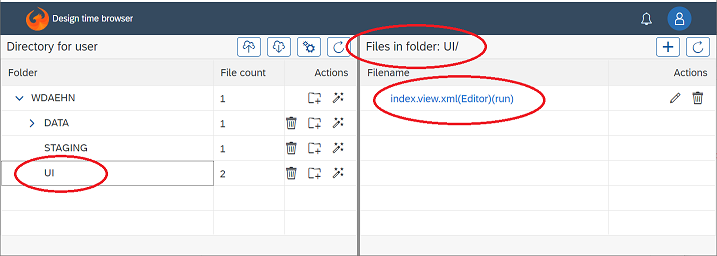 Design time browser
Directory for user
Files in folder: UI/
Folder File count Actions
Filename Actions
WDAEHN 1
index.view.xml(Editor)(run)
DATA 1
STAGING 1
UI 2